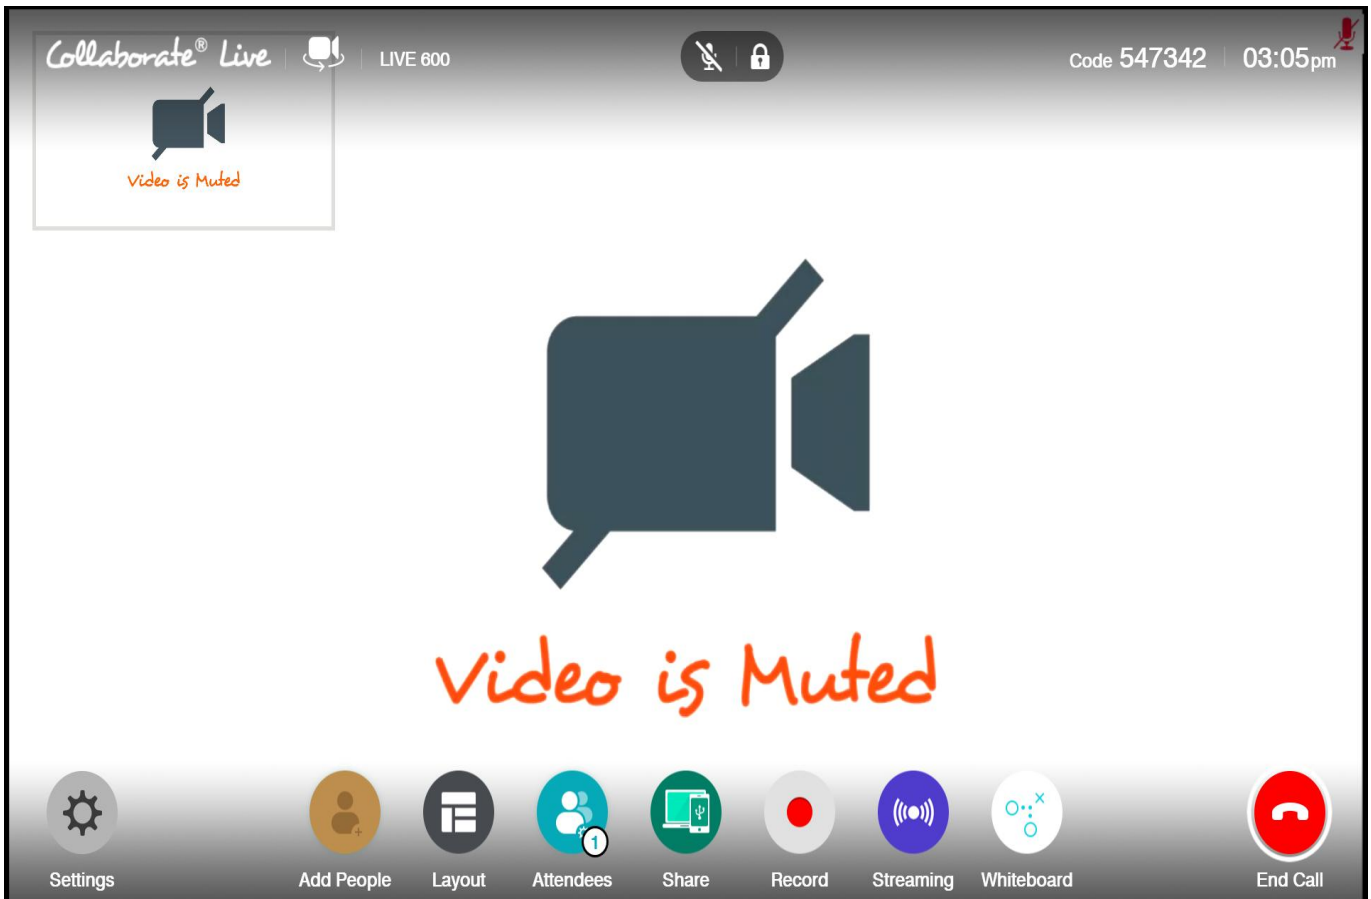 Collaborate® Live LIVE 600 Code 547342 03:05pm
Video is Muted
Video is Muted
1
Settings Add People Layout Attendees Share Record Streaming Whiteboard End Call